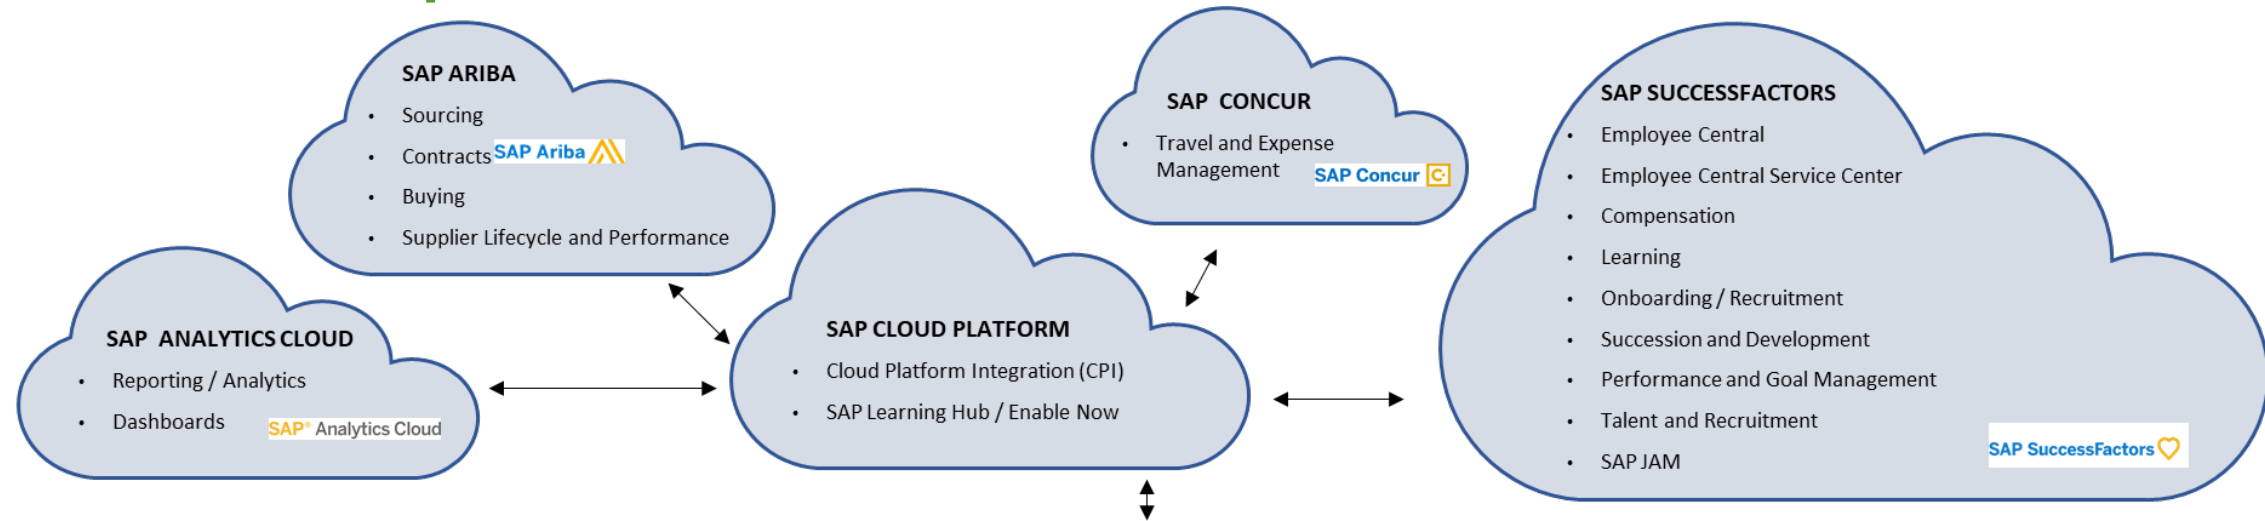 SAP ARIBA
• Sourcing
• Contracts
SAP Ariba
• Buying
• Supplier Lifecycle and Performance
SAP CONCUR
• Travel and Expense
Management
SAP Concur
SAP SUCCESSFACTORS
• Employee Central
• Employee Central Service Center
• Compensation
• Learning
• Onboarding / Recruitment
• Succession and Development
• Performance and Goal Management
• Talent and Recruitment
• SAP JAM
SAP SuccessFactors
SAP ANALYTICS CLOUD
• Reporting / Analytics
• Dashboards
SAP® Analytics Cloud
SAP CLOUD PLATFORM
• Cloud Platform Integration (CPI)
• SAP Learning Hub / Enable Now